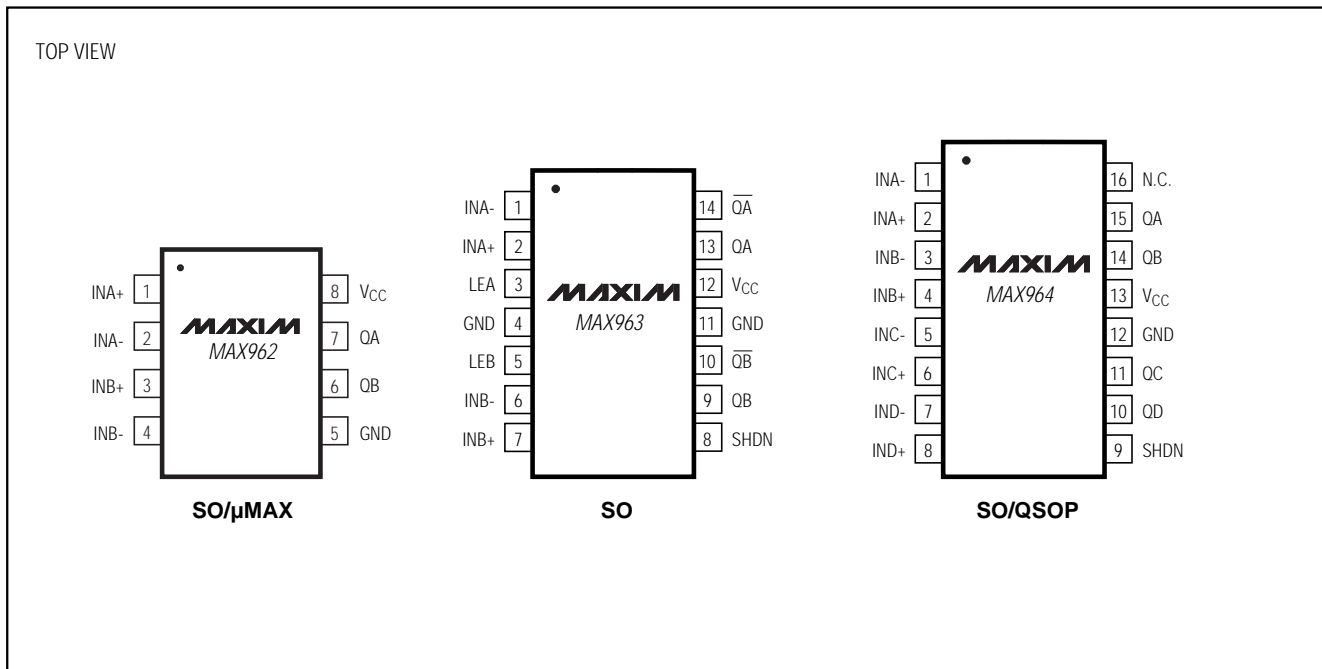 TOP VIEW
INA+ 1
INA- 2
INB+ 3
INB- 4
8 VCC
7 QA
6 QB
5 GND
MAXIM
MAX962
SO/µMAX
INA- 1
INA+ 2
LEA 3
GND 4
LEB 5
INB- 6
INB+ 7
14 Q̅A̅
13 QA
12 VCC
11 GND
10 Q̅B̅
9 QB
8 SHDN
MAXIM
MAX963
SO
INA- 1
INA+ 2
INB- 3
INB+ 4
INC- 5
INC+ 6
IND- 7
IND+ 8
16 N.C.
15 QA
14 QB
13 VCC
12 GND
11 QC
10 QD
9 SHDN
MAXIM
MAX964
SO/QSOP